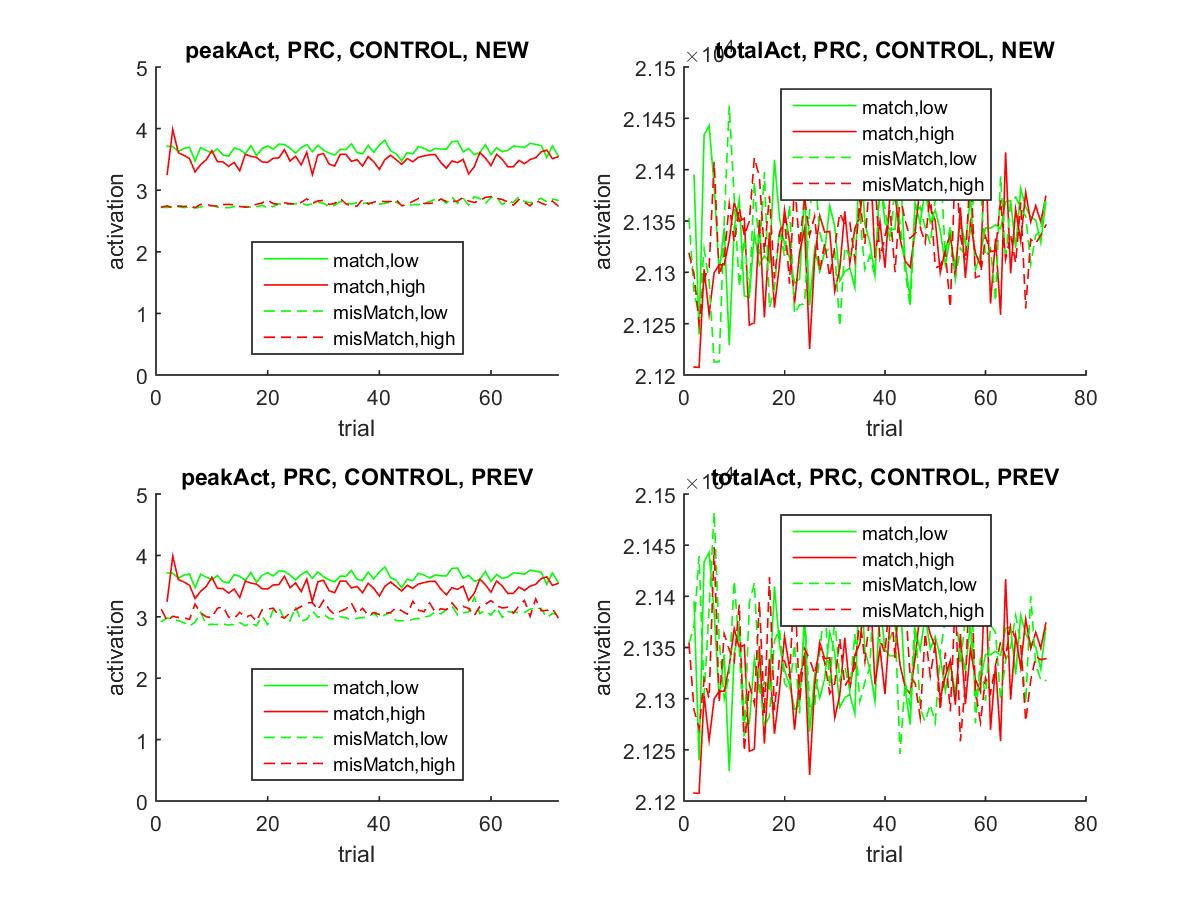 peakAct, PRC, CONTROL, NEW
5
4
3
2
1
0
activation
match,low
match,high
misMatch,low
misMatch,high
0 20 40 60
trial
totalAct, PRC, CONTROL, NEW
×10⁴
2.15
2.145
2.14
2.135
2.13
2.125
2.12
activation
match,low
match,high
misMatch,low
misMatch,high
0 20 40 60 80
trial
peakAct, PRC, CONTROL, PREV
5
4
3
2
1
0
activation
match,low
match,high
misMatch,low
misMatch,high
0 20 40 60
trial
totalAct, PRC, CONTROL, PREV
×10⁴
2.15
2.145
2.14
2.135
2.13
2.125
2.12
activation
match,low
match,high
misMatch,low
misMatch,high
0 20 40 60 80
trial